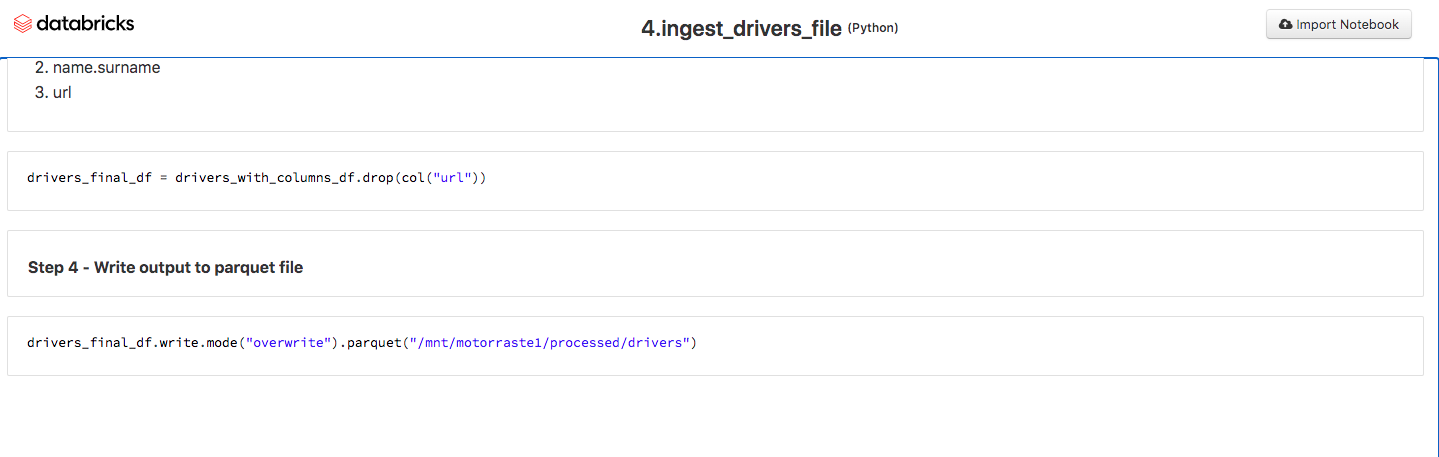 databricks
4.ingest_drivers_file (Python)
Import Notebook
2. name.surname
3. url
drivers_final_df = drivers_with_columns_df.drop(col("url"))
Step 4 - Write output to parquet file
drivers_final_df.write.mode("overwrite").parquet("/mnt/motorraste1/processed/drivers")